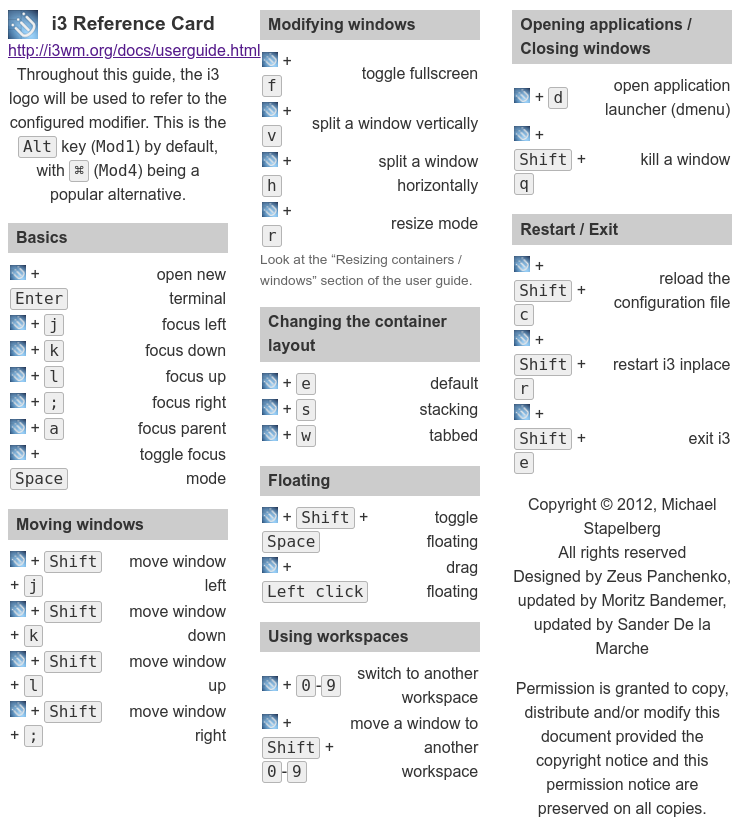 i3 Reference Card
http://i3wm.org/docs/userguide.html
Throughout this guide, the i3
logo will be used to refer to the
configured modifier. This is the
Alt key (Mod1) by default,
with ⌘ (Mod4) being a
popular alternative.
Basics
+ open new
Enter terminal
+ j focus left
+ k focus down
+ l focus up
+ ; focus right
+ a focus parent
+ toggle focus
Space mode
Moving windows
+ Shift move window
+ j left
+ Shift move window
+ k down
+ Shift move window
+ l up
+ Shift move window
+ ; right
Modifying windows
+
f toggle fullscreen
+
v split a window vertically
+ split a window
h horizontally
+
r resize mode
Look at the “Resizing containers /
windows” section of the user guide.
Changing the container
layout
+ e default
+ s stacking
+ w tabbed
Floating
+ Shift + toggle
Space floating
+ drag
Left click floating
Using workspaces
+ 0-9 switch to another
workspace
+ move a window to
Shift + another
0-9 workspace
Opening applications /
Closing windows
+ d open application
launcher (dmenu)
+
Shift + kill a window
q
Restart / Exit
+
Shift + reload the
c configuration file
+
Shift + restart i3 inplace
r
+
Shift + exit i3
e
Copyright © 2012, Michael
Stapelberg
All rights reserved
Designed by Zeus Panchenko,
updated by Moritz Bandemer,
updated by Sander De la
Marche
Permission is granted to copy,
distribute and/or modify this
document provided the
copyright notice and this
permission notice are
preserved on all copies.